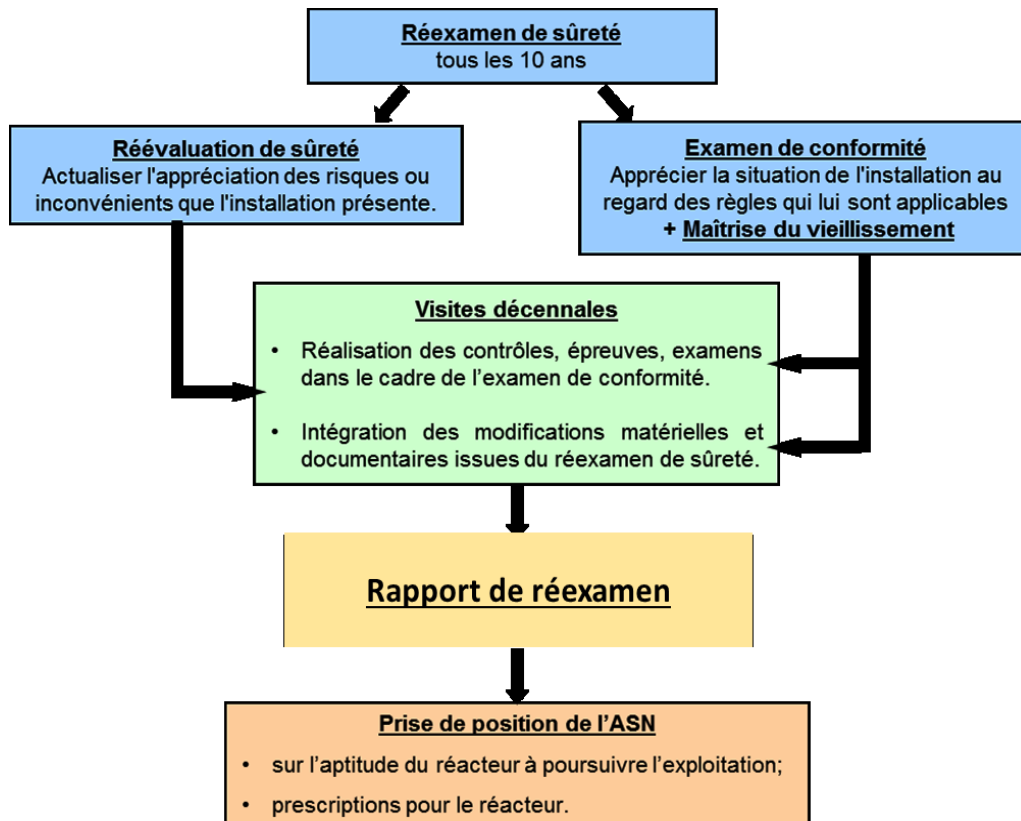 Réexamen de sûreté
tous les 10 ans
Réévaluation de sûreté
Actualiser l'appréciation des risques ou
inconvénients que l'installation présente.
Examen de conformité
Apprécier la situation de l'installation au
regard des règles qui lui sont applicables
+ Maîtrise du vieillissement
Visites décennales
• Réalisation des contrôles, épreuves, examens
dans le cadre de l’examen de conformité.
• Intégration des modifications matérielles et
documentaires issues du réexamen de sûreté.
Rapport de réexamen
Prise de position de l’ASN
• sur l’aptitude du réacteur à poursuivre l’exploitation;
• prescriptions pour le réacteur.